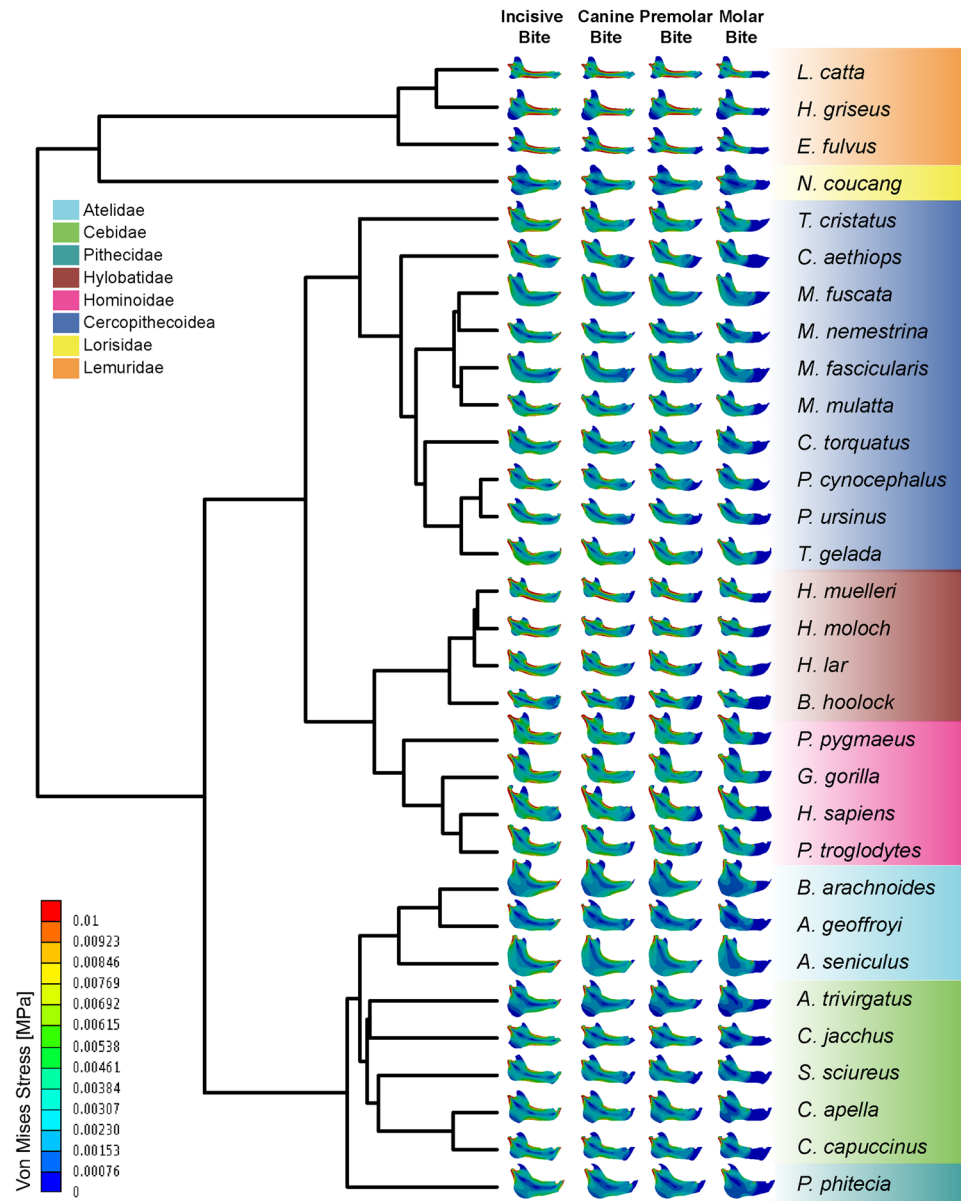 Incisive Bite
Canine Bite
Premolar Bite
Molar Bite
L. catta
H. griseus
E. fulvus
N. coucang
T. cristatus
C. aethiops
M. fuscata
M. nemestrina
M. fascicularis
M. mulatta
C. torquatus
P. cynocephalus
P. ursinus
T. gelada
H. muelleri
H. moloch
H. lar
B. hoolock
P. pygmaeus
G. gorilla
H. sapiens
P. troglodytes
B. arachnoides
A. geoffroyi
A. seniculus
A. trivirgatus
C. jacchus
S. sciureus
C. apella
C. capuccinus
P. phitecia
Atelidae
Cebidae
Pithecidae
Hylobatidae
Hominoidae
Cercopithecoidea
Lorisidae
Lemuridae
Von Mises Stress [MPa]
0.01
0.00923
0.00846
0.00769
0.00692
0.00615
0.00538
0.00461
0.00384
0.00307
0.00230
0.00153
0.00076
0